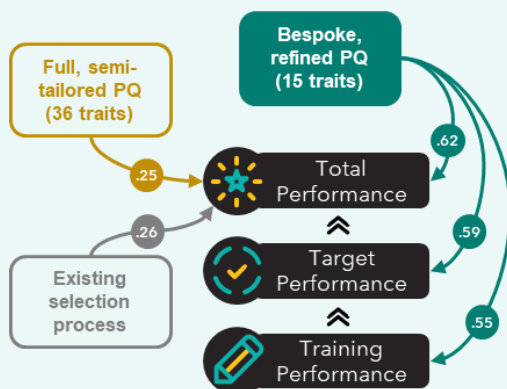 Full, semi-
tailored PQ
(36 traits)
Bespoke,
refined PQ
(15 traits)
.25
.62
Total
Performance
.26
Existing
selection
process
.59
Target
Performance
.55
Training
Performance